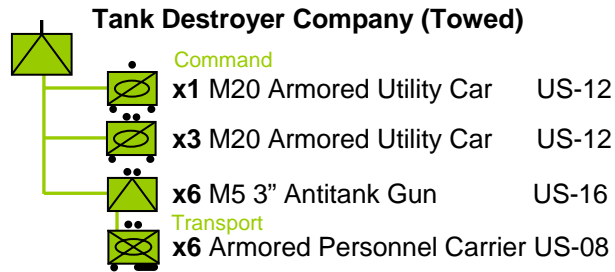 Tank Destroyer Company (Towed)
Command
x1 M20 Armored Utility Car US-12
x3 M20 Armored Utility Car US-12
x6 M5 3” Antitank Gun US-16
Transport
x6 Armored Personnel Carrier US-08